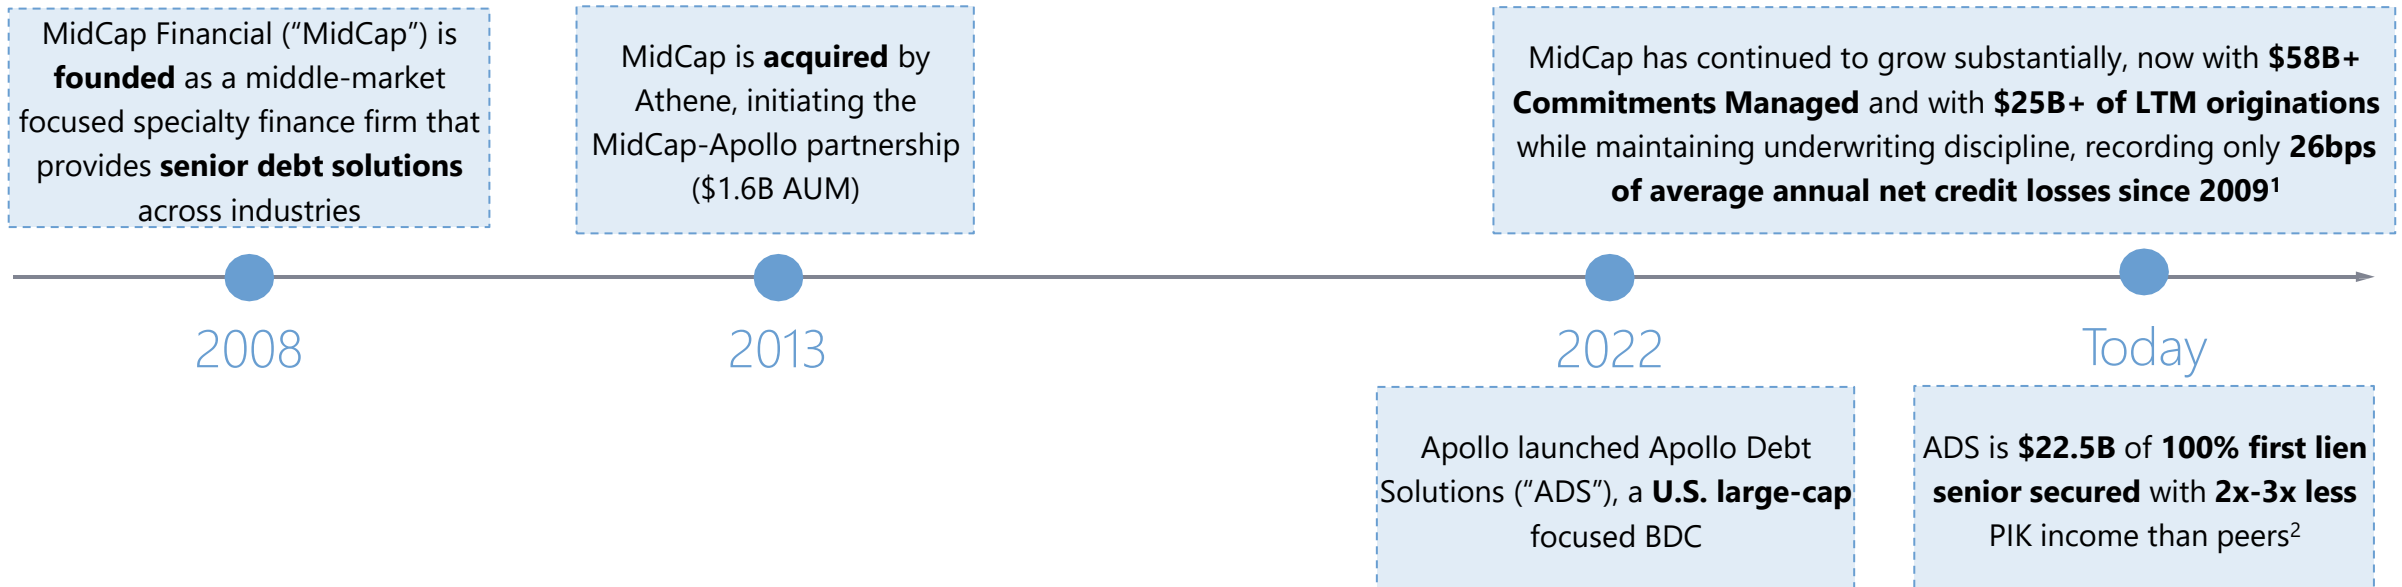 MidCap Financial (“MidCap”) is
founded as a middle-market
focused specialty finance firm that
provides senior debt solutions
across industries
MidCap is acquired by
Athene, initiating the
MidCap-Apollo partnership
($1.6B AUM)
MidCap has continued to grow substantially, now with $58B+
Commitments Managed and with $25B+ of LTM originations
while maintaining underwriting discipline, recording only 26bps
of average annual net credit losses since 2009¹
2008
2013
2022
Today
Apollo launched Apollo Debt
Solutions (“ADS”), a U.S. large-cap
focused BDC
ADS is $22.5B of 100% first lien
senior secured with 2x-3x less
PIK income than peers²